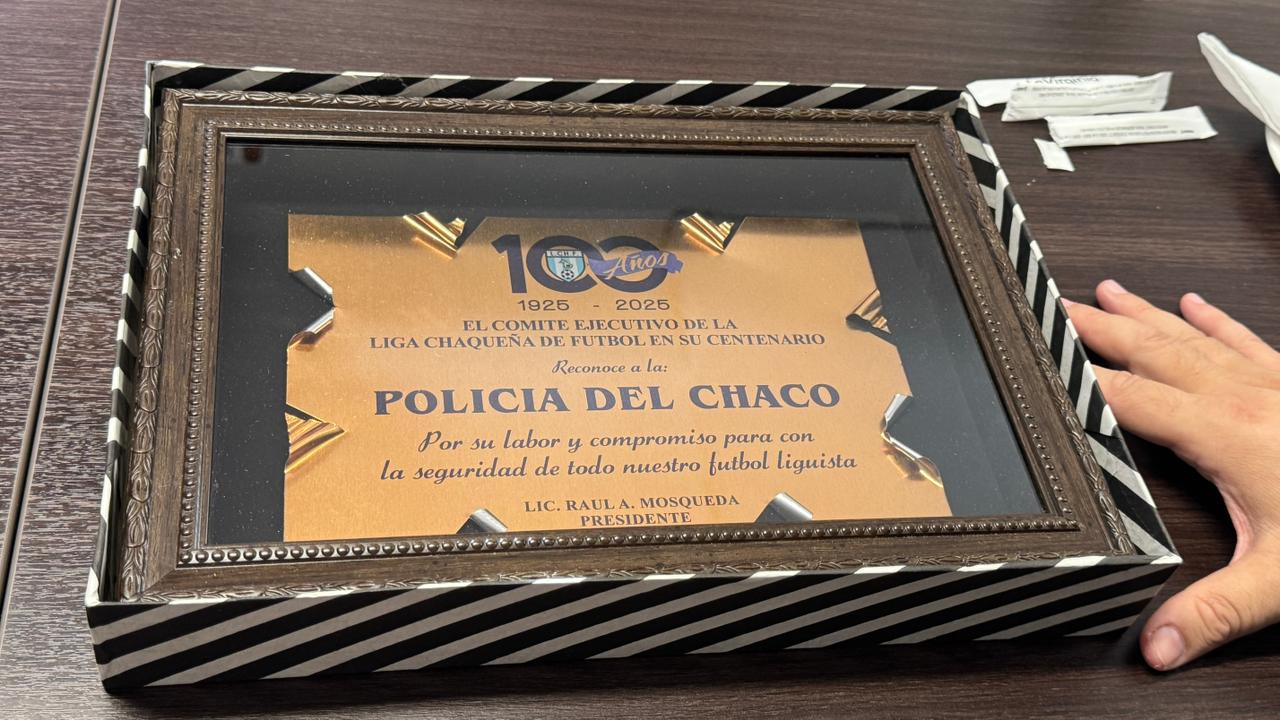 100 Años
L.CH.F.
1925 - 2025
EL COMITE EJECUTIVO DE LA
LIGA CHAQUEÑA DE FUTBOL EN SU CENTENARIO
Reconoce a la:
POLICIA DEL CHACO
Por su labor y compromiso para con
la seguridad de todo nuestro futbol liguista
LIC. RAUL A. MOSQUEDA
PRESIDENTE